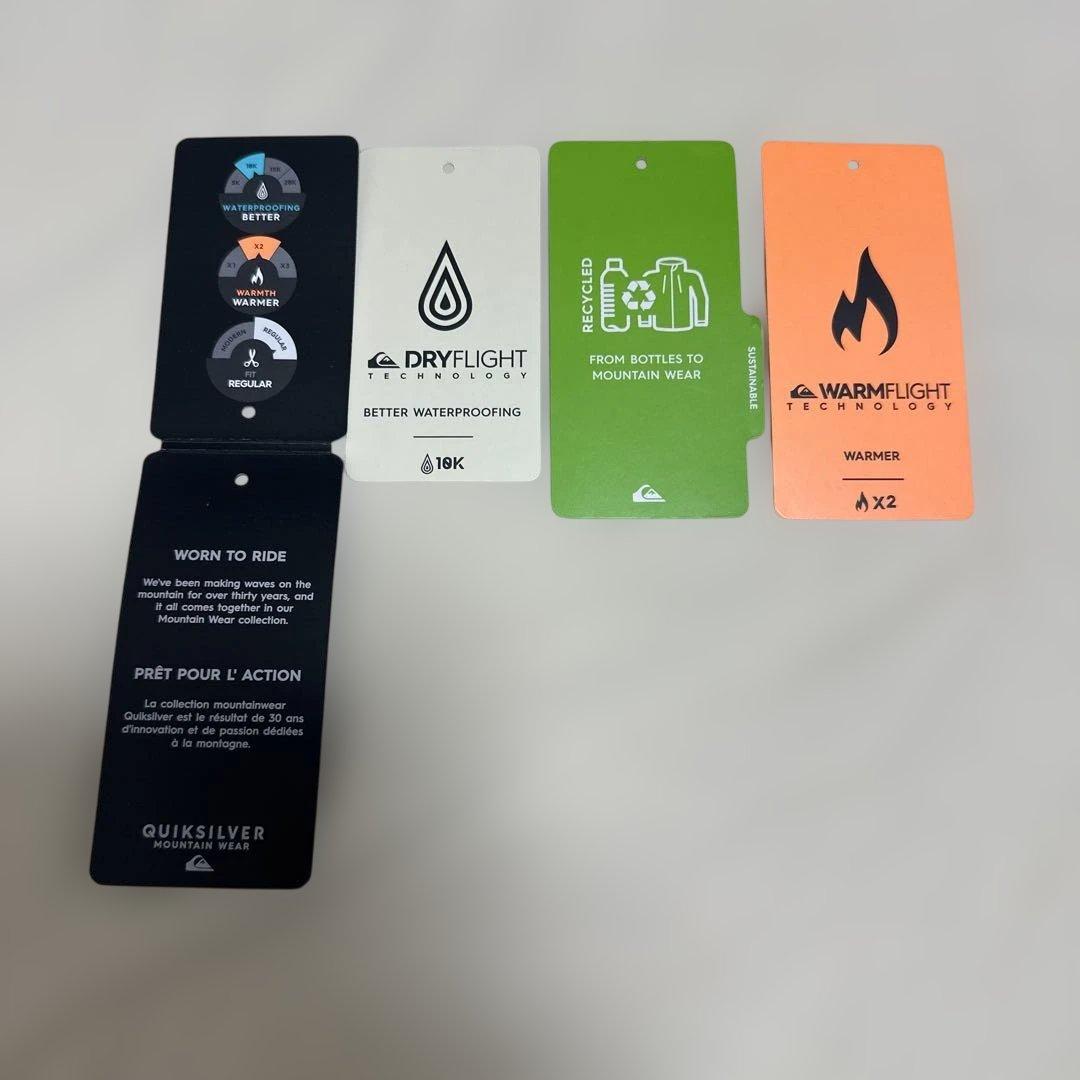 5K
10K
15K
20K
WATERPROOFING
BETTER
X1
X2
X3
WARMTH
WARMER
MODERN
REGULAR
FIT
REGULAR
WORN TO RIDE
We've been making waves on the
mountain for over thirty years, and
it all comes together in our
Mountain Wear collection.
PRÊT POUR L' ACTION
La collection mountainwear
Quiksilver est le résultat de 30 ans
d'innovation et de passion dédiées
à la montagne.
QUIKSILVER
MOUNTAIN WEAR
DRYFLIGHT
TECHNOLOGY
BETTER WATERPROOFING
10K
RECYCLED
FROM BOTTLES TO
MOUNTAIN WEAR
SUSTAINABLE
WARMFLIGHT
TECHNOLOGY
WARMER
X2